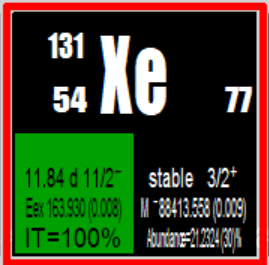 131
54 Xe 77
11.84 d 11/2⁻
Eex 163.930 (0.008)
IT=100%
stable 3/2⁺
M ⁻88413.558 (0.009)
Abundance=21.2324(30)%